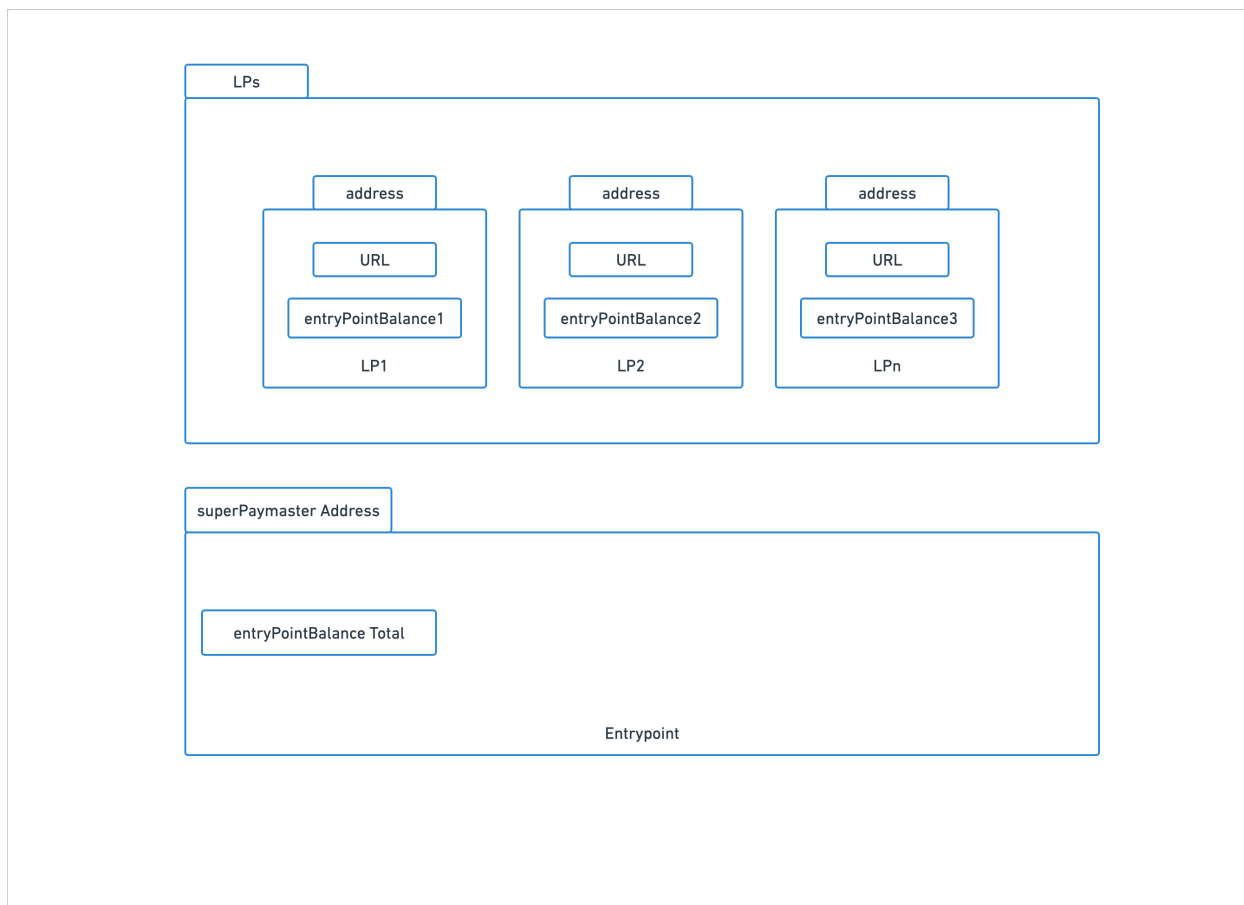 LPs
address
address
address
URL
URL
URL
entryPointBalance1
entryPointBalance2
entryPointBalance3
LP1
LP2
LPn
superPaymaster Address
entryPointBalance Total
Entrypoint